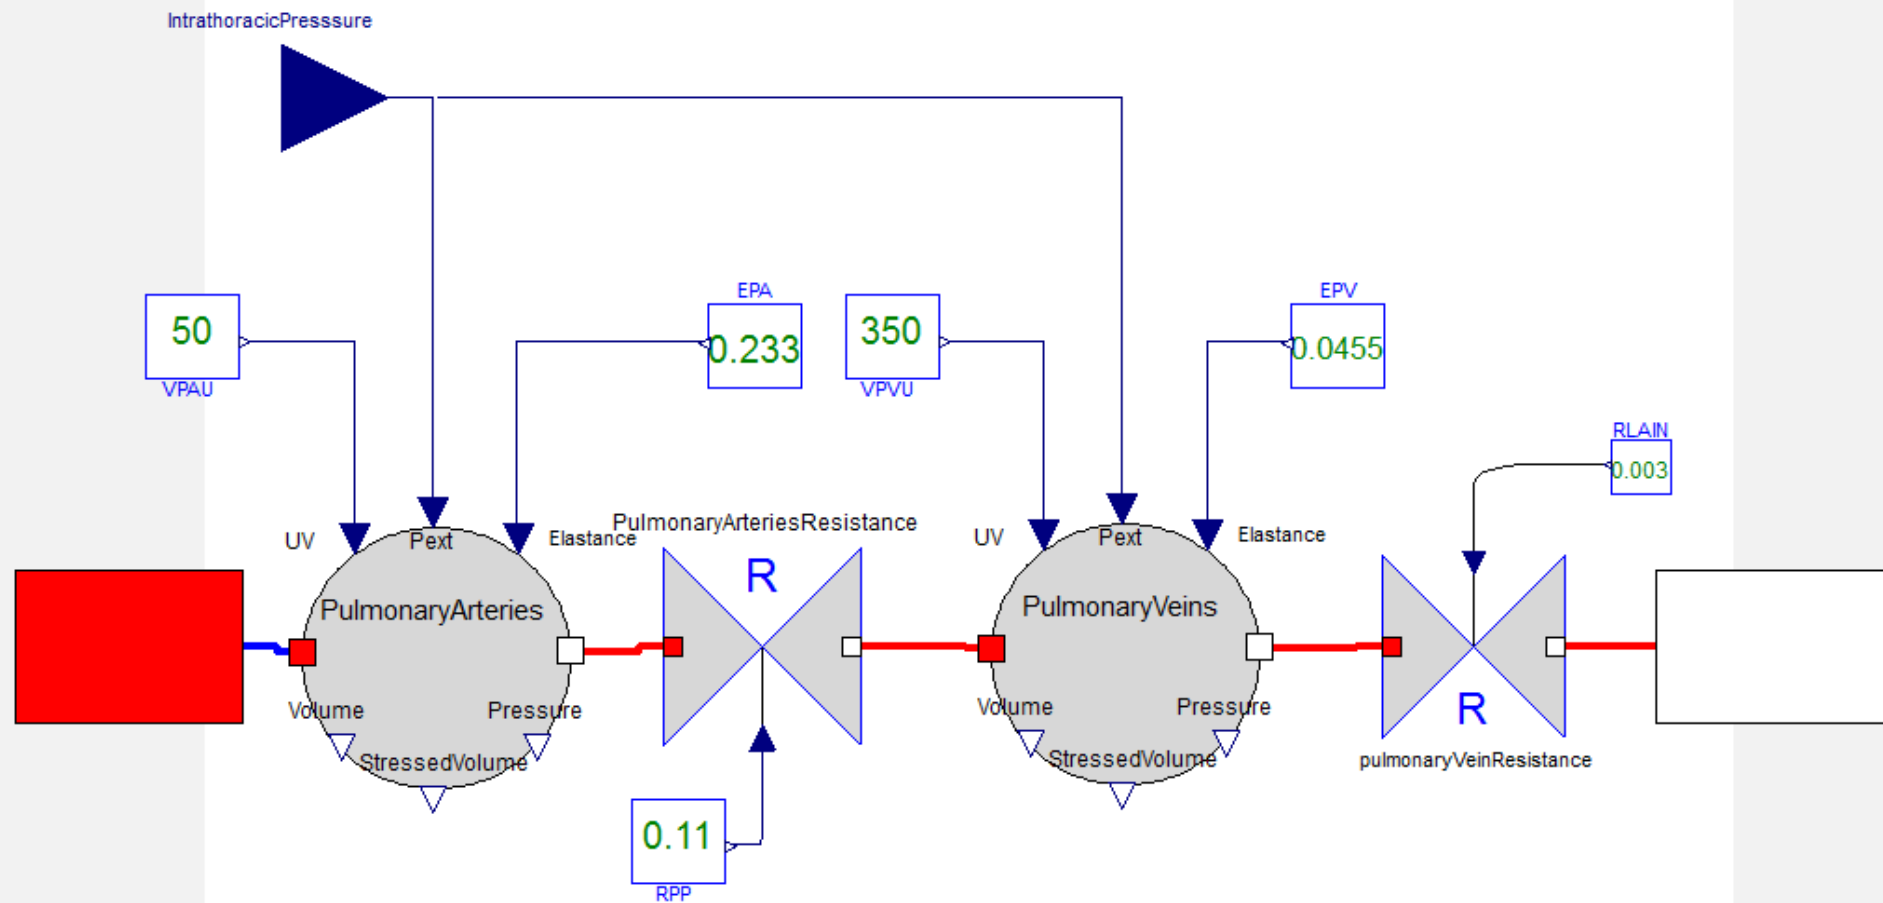 IntrathoracicPresssure
EPA
EPV
50
0.233
350
0.0455
VPAU
VPVU
RLAIN
0.003
UV
Pext
Elastance
PulmonaryArteriesResistance
UV
Pext
Elastance
R
PulmonaryArteries
PulmonaryVeins
Volume
Pressure
Volume
Pressure
R
StressedVolume
StressedVolume
pulmonaryVeinResistance
0.11
RPP